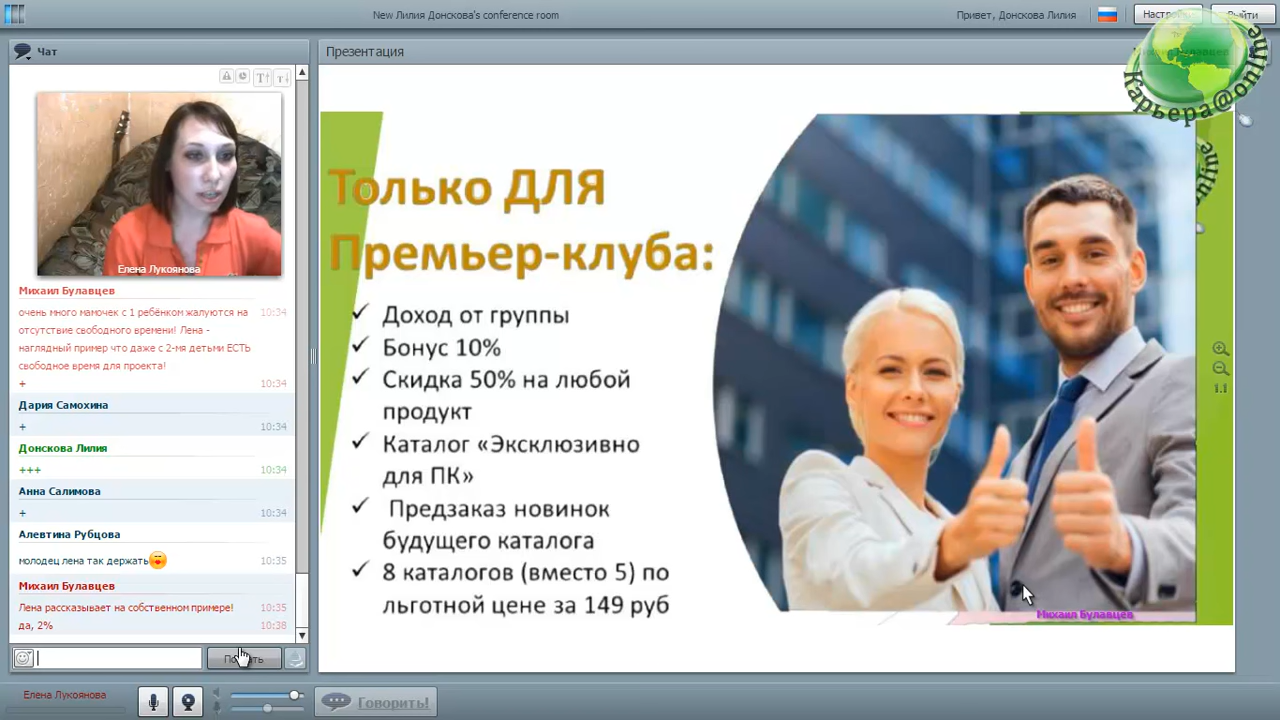 New Лилия Донскова's conference room
Привет, Донскова Лилия
Выйти
Чат
Презентация
Карьера@online
Елена Лукоянова
Михаил Булавцев
очень много мамочек с 1 ребёнком жалуются на
отсутствие свободного времени! Лена -
наглядный пример что даже с 2-мя детьми ЕСТЬ
свободное время для проекта!
10:34
+
10:34
Дария Самохина
+
10:34
Донскова Лилия
+++
10:34
Анна Салимова
+
10:34
Алевтина Рубцова
молодец лена так держать
10:35
Михаил Булавцев
Лена рассказывает на собственном примере!
10:35
да, 2%
10:38
Только ДЛЯ
Премьер-клуба:
✓ Доход от группы
✓ Бонус 10%
✓ Скидка 50% на любой
продукт
✓ Каталог «Эксклюзивно
для ПК»
✓ Предзаказ новинок
будущего каталога
✓ 8 каталогов (вместо 5) по
льготной цене за 149 руб
online
1:1
Михаил Булавцев
Елена Лукоянова
Говорить!